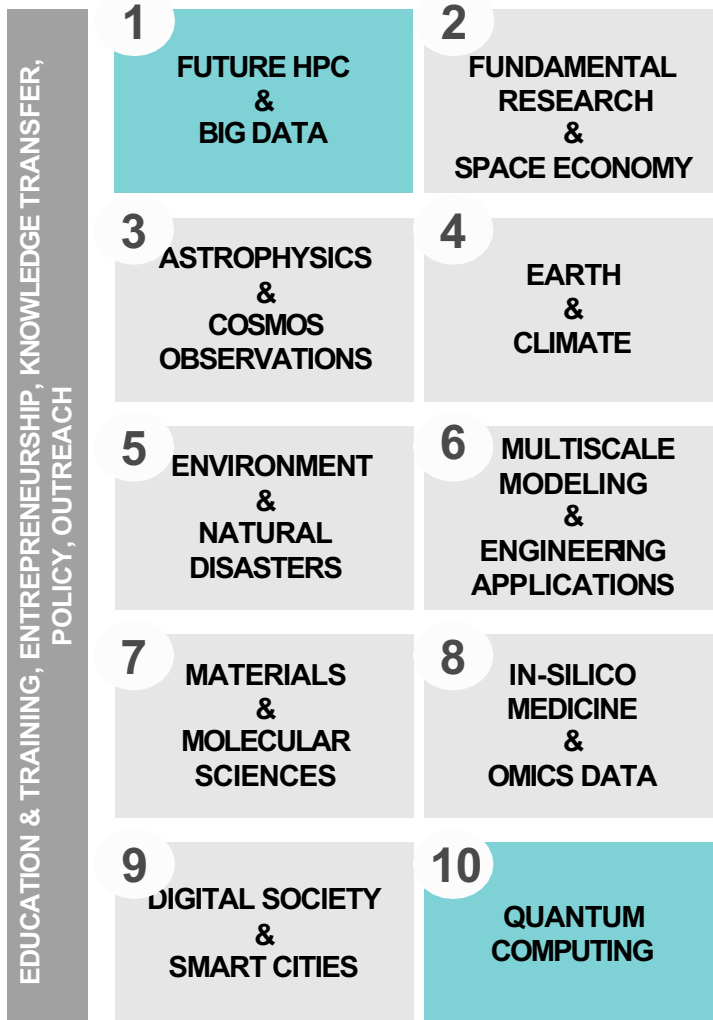 EDUCATION & TRAINING, ENTREPRENEURSHIP, KNOWLEDGE TRANSFER,
POLICY, OUTREACH
1
FUTURE HPC
&
BIG DATA
2
FUNDAMENTAL
RESEARCH
&
SPACE ECONOMY
3
ASTROPHYSICS
&
COSMOS
OBSERVATIONS
4
EARTH
&
CLIMATE
5
ENVIRONMENT
&
NATURAL
DISASTERS
6
MULTISCALE
MODELING
&
ENGINEERING
APPLICATIONS
7
MATERIALS
&
MOLECULAR
SCIENCES
8
IN-SILICO
MEDICINE
&
OMICS DATA
9
DIGITAL SOCIETY
&
SMART CITIES
10
QUANTUM
COMPUTING